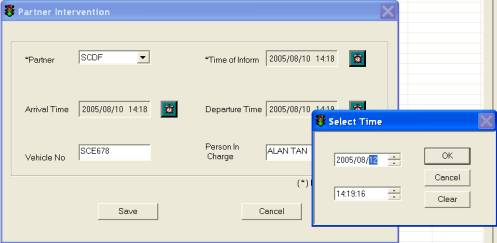 Partner Intervention
*Partner SCDF *Time of Inform 2005/08/10 14:18
Arrival Time 2005/08/10 14:18 Departure Time 2005/08/10 14:19
Vehicle No SCE678 Person In Charge ALAN TAN
(*)
Save Cancel
Select Time
2005/08/12 OK
Cancel
14:19:16 Clear